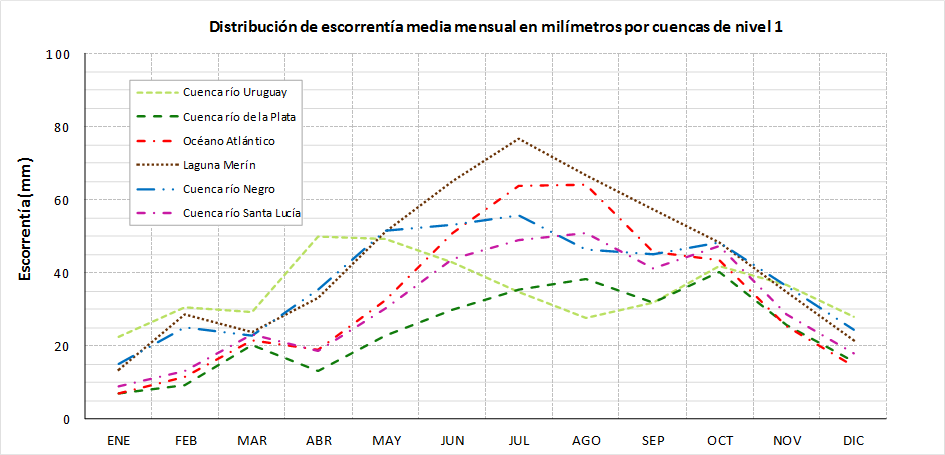 Distribución de escorrentía media mensual en milímetros por cuencas de nivel 1
Escorrentía(mm)
100
80
60
40
20
0
Cuenca río Uruguay
Cuenca río de la Plata
Océano Atlántico
Laguna Merín
Cuenca río Negro
Cuenca río Santa Lucía
ENE FEB MAR ABR MAY JUN JUL AGO SEP OCT NOV DIC